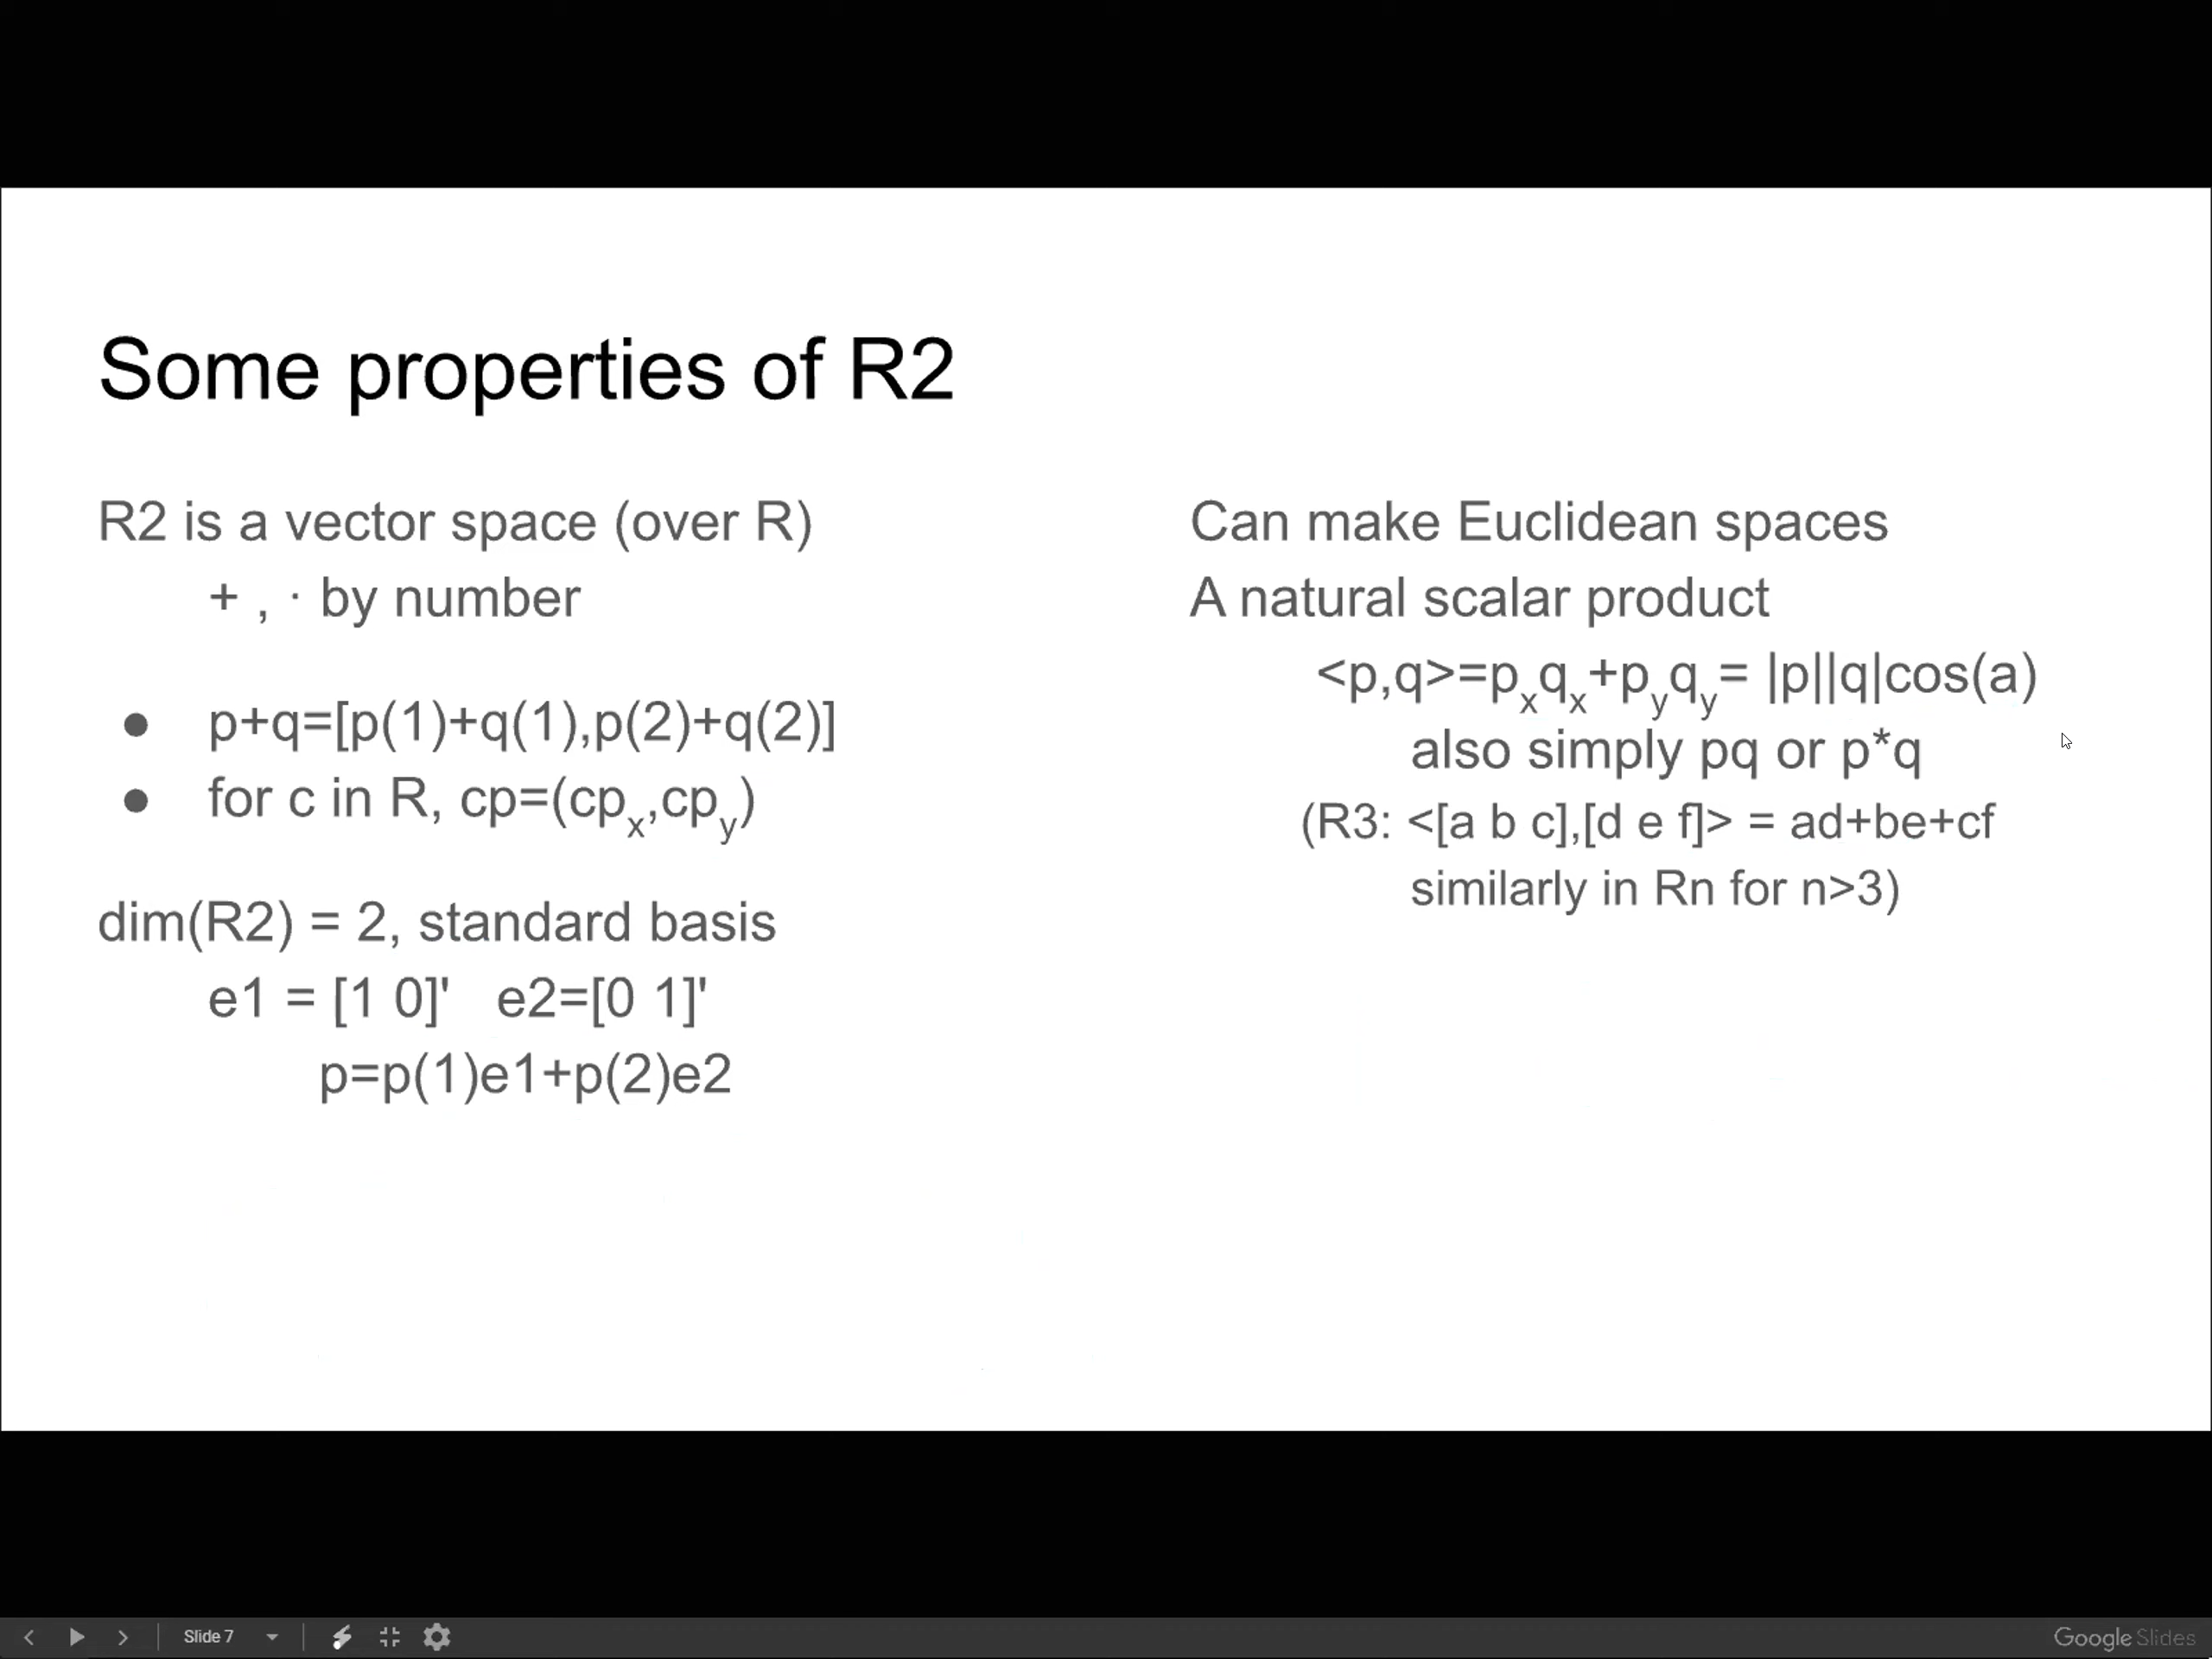 Some properties of R2
R2 is a vector space (over R)
+ , · by number
● p+q=[p(1)+q(1),p(2)+q(2)]
● for c in R, cp=(cpx,cpy)
dim(R2) = 2, standard basis
e1 = [1 0]' e2=[0 1]'
p=p(1)e1+p(2)e2
Can make Euclidean spaces
A natural scalar product
<p,q>=pxqx+pyqy= |p||q|cos(a)
also simply pq or p*q
(R3: <[a b c],[d e f]> = ad+be+cf
similarly in Rn for n>3)
Slide 7
Google Slides